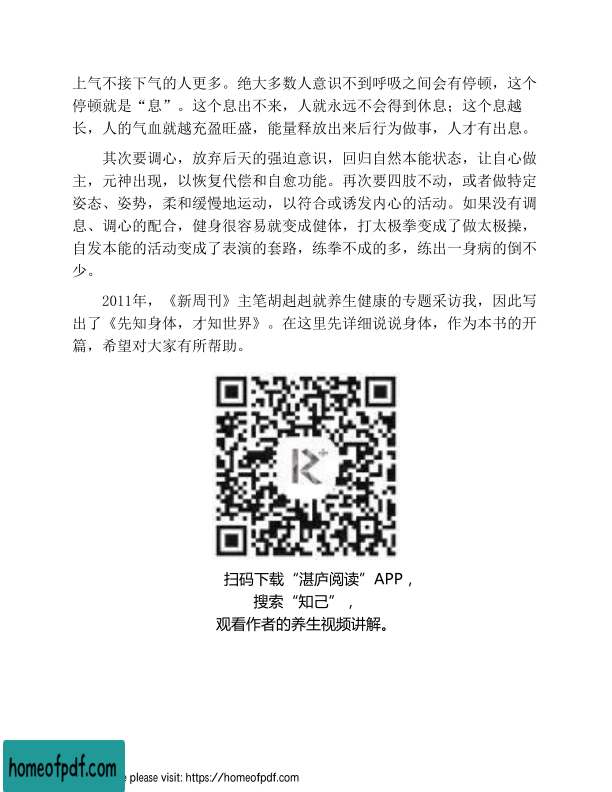 上气不接下气的人更多。绝大多数人意识不到呼吸之间会有停顿，这个
停顿就是“息”。这个息出不来，人就永远不会得到休息；这个息越
长，人的气血就越充盈旺盛，能量释放出来后行为做事，人才有出息。
其次要调心，放弃后天的强迫意识，回归自然本能状态，让自心做
主，元神出现，以恢复代偿和自愈功能。再次要四肢不动，或者做特定
姿态、姿势，柔和缓慢地运动，以符合或诱发内心的活动。如果没有调
息、调心的配合，健身很容易就变成健体，打太极拳变成了做太极操，
自发本能的活动变成了表演的套路，练拳不成的多，练出一身病的倒不
少。
2011年，《新周刊》主笔胡赳赳就养生健康的专题采访我，因此写
出了《先知身体，才知世界》。在这里先详细说说身体，作为本书的开
篇，希望对大家有所帮助。
R+
扫码下载“湛庐阅读”APP，
搜索“知己”，
观看作者的养生视频讲解。
homeofpdf.com
e please visit: https://homeofpdf.com